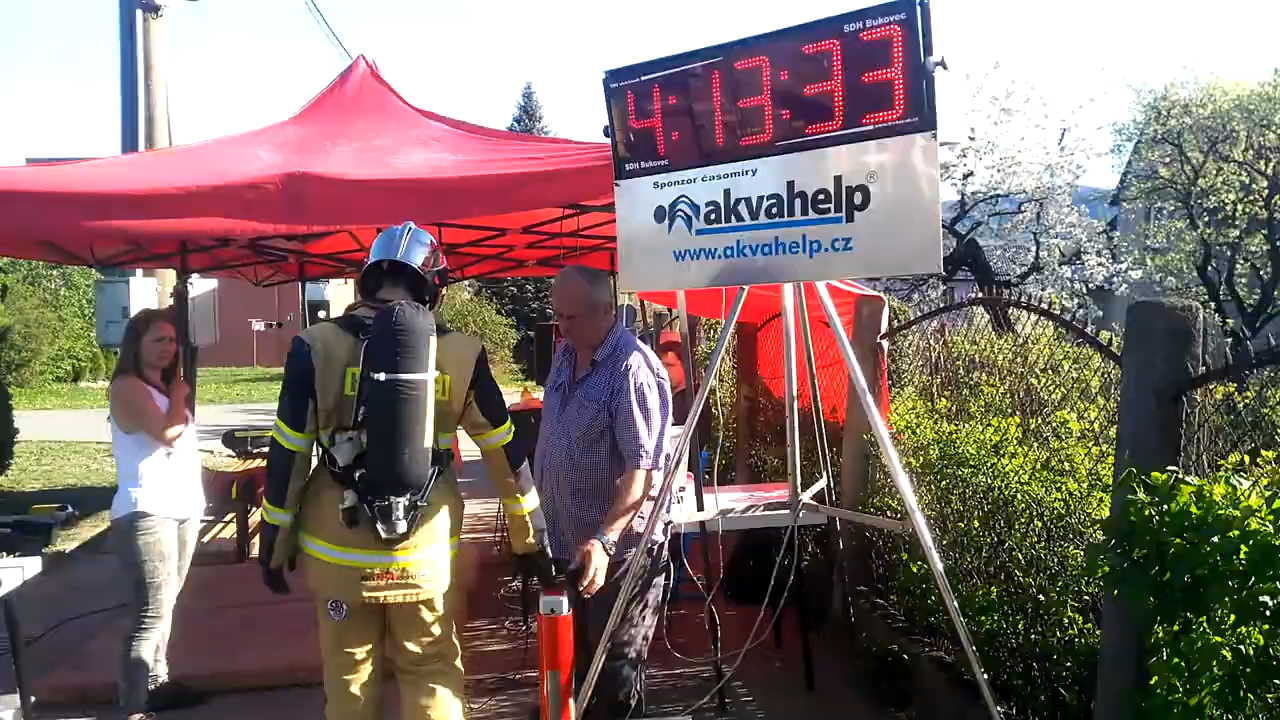 SDH Bukovec
4:13:33
SDH Bukovec
Sponzor časomíry
akvahelp®
www.akvahelp.cz